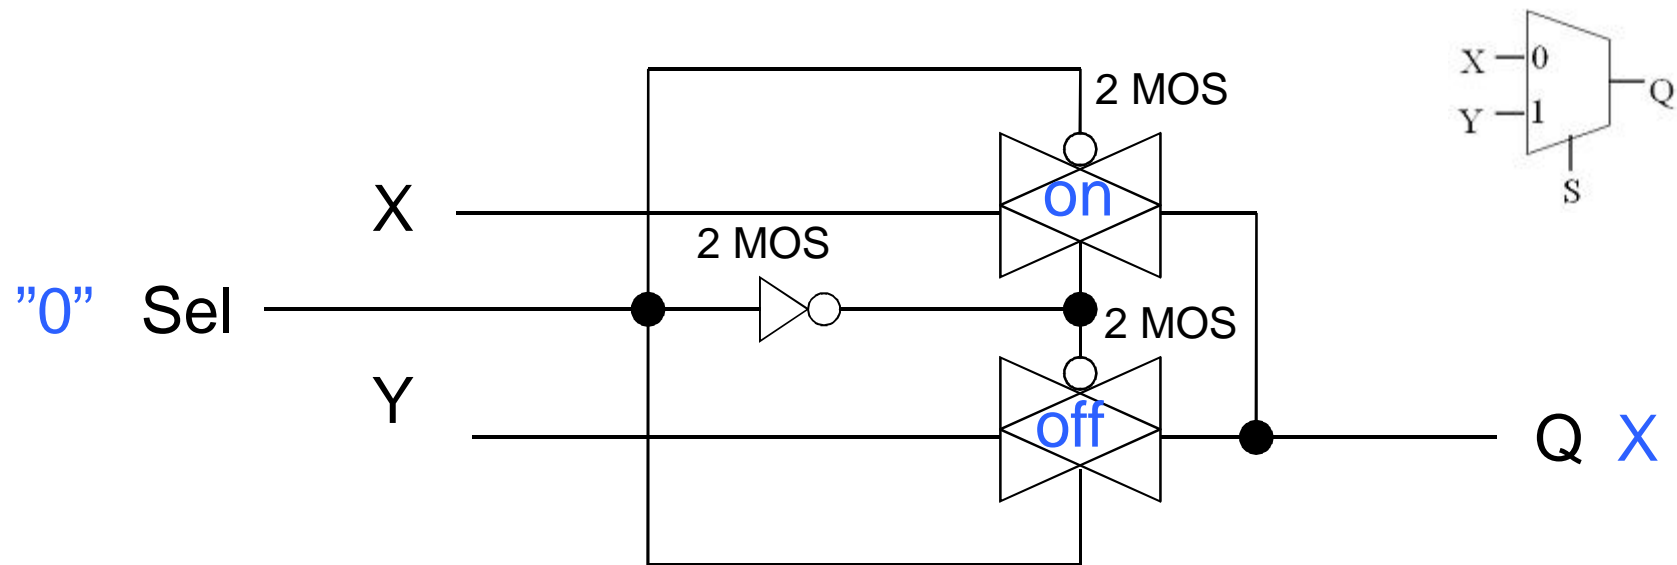 2 MOS
X
on
2 MOS
”0” Sel
2 MOS
Y
off
Q X
X 0
Y 1
Q
S